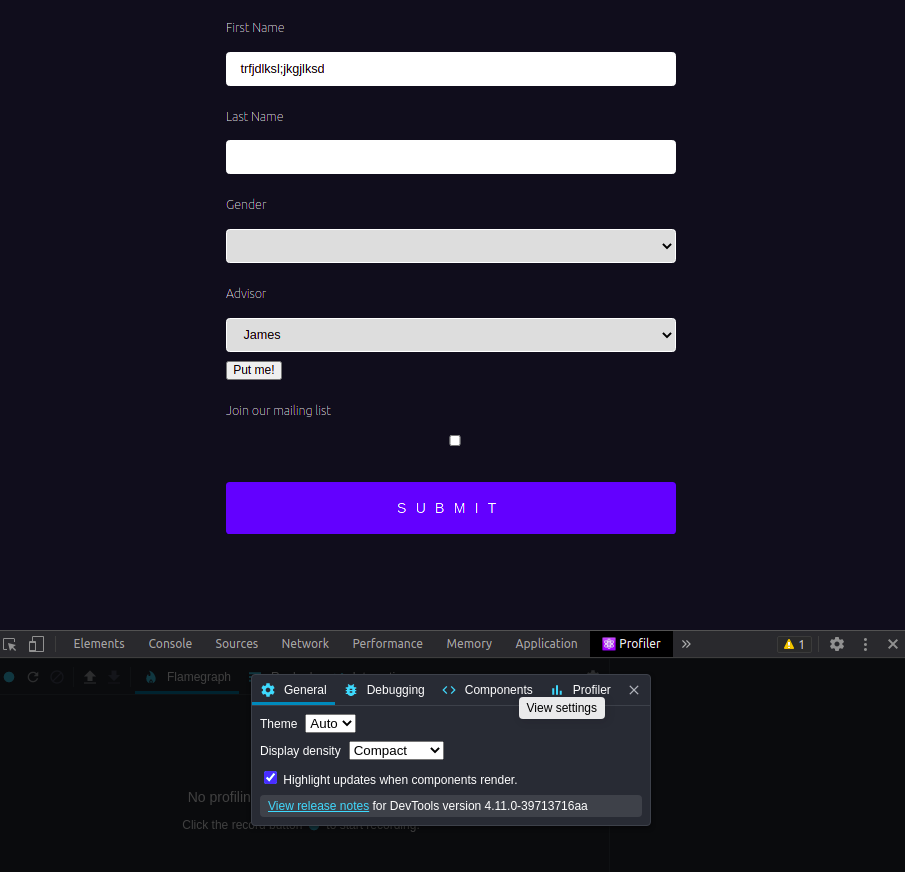 First Name
trfjdlksl;jkgjlksd
Last Name
Gender
Advisor
James
Put me!
Join our mailing list
SUBMIT
Elements Console Sources Network Performance Memory Application Profiler » 1
Flamegraph
General Debugging Components Profiler
View settings
Theme Auto
Display density Compact
Highlight updates when components render.
No profilin
View release notes for DevTools version 4.11.0-39713716aa
Click the record button to start recording.